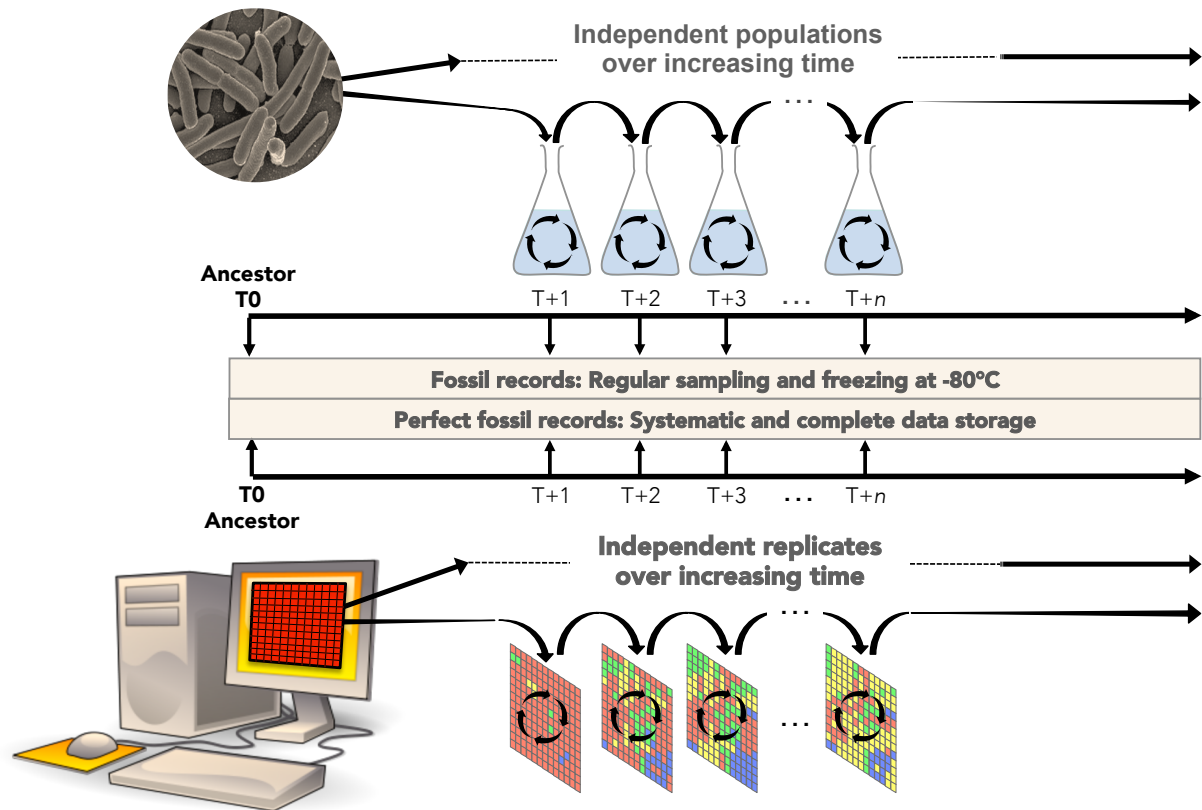 Independent populations
over increasing time
...
Ancestor
T0
T+1 T+2 T+3 ... T+n
Fossil records: Regular sampling and freezing at -80°C
Perfect fossil records: Systematic and complete data storage
T0
Ancestor
T+1 T+2 T+3 ... T+n
Independent replicates
over increasing time
...
...